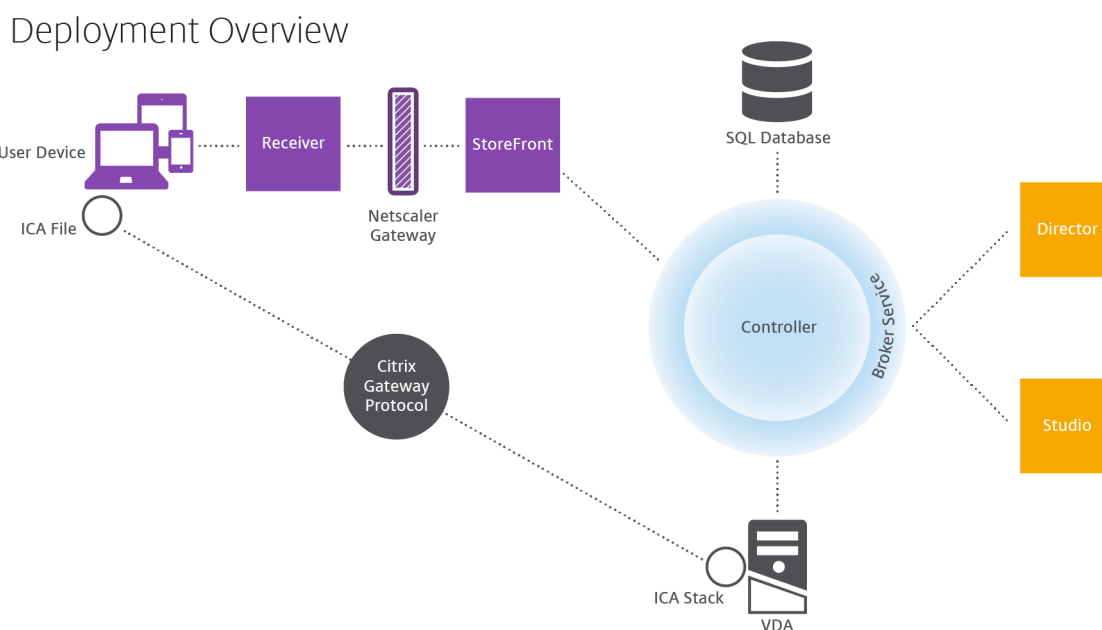 Deployment Overview
SQL Database
User Device
Receiver
StoreFront
Netscaler
Gateway
ICA File
Director
Controller
Broker Service
Citrix
Gateway
Protocol
Studio
ICA Stack
VDA